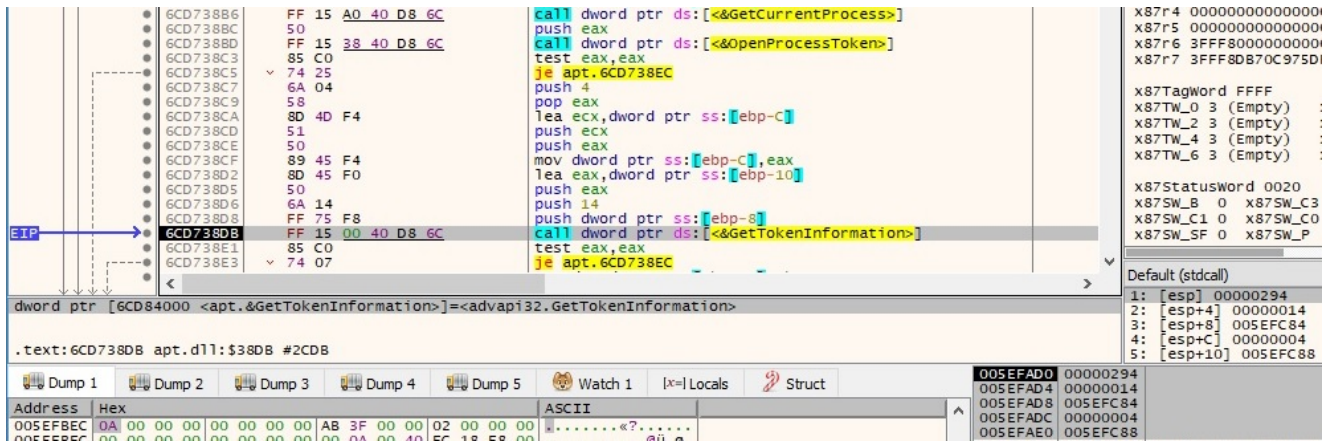 6CD738B6 FF 15 A0 40 D8 6C call dword ptr ds:[<&GetCurrentProcess>]
6CD738BC 50 push eax
6CD738BD FF 15 38 40 D8 6C call dword ptr ds:[<&OpenProcessToken>]
6CD738C3 85 C0 test eax,eax
6CD738C5 74 25 je apt.6CD738EC
6CD738C7 6A 04 push 4
6CD738C9 58 pop eax
6CD738CA 8D 4D F4 lea ecx,dword ptr ss:[ebp-C]
6CD738CD 51 push ecx
6CD738CE 50 push eax
6CD738CF 89 45 F4 mov dword ptr ss:[ebp-C],eax
6CD738D2 8D 45 F0 lea eax,dword ptr ss:[ebp-10]
6CD738D5 50 push eax
6CD738D6 6A 14 push 14
6CD738D8 FF 75 F8 push dword ptr ss:[ebp-8]
EIP 6CD738DB FF 15 00 40 D8 6C call dword ptr ds:[<&GetTokenInformation>]
6CD738E1 85 C0 test eax,eax
6CD738E3 74 07 je apt.6CD738EC
dword ptr [6CD84000 <apt.&GetTokenInformation>]=<advapi32.GetTokenInformation>
.text:6CD738DB apt.dll:$38DB #2CDB
x87r4
x87r5
x87r6
x87r7 3FFF8DB70C975D
x87TagWord FFFF
x87TW_0 3 (Empty)
x87TW_2 3 (Empty)
x87TW_4 3 (Empty)
x87TW_6 3 (Empty)
x87StatusWord 0020
x87SW_B 0 x87SW_C3
x87SW_C1 0 x87SW_C0
x87SW_SF 0 x87SW_P
Default (stdcall)
1: [esp] 00000294
2: [esp+4] 00000014
3: [esp+8] 005EFC84
4: [esp+C] 00000004
5: [esp+10] 005EFC88
Dump 1 Dump 2 Dump 3 Dump 4 Dump 5 Watch 1 [x=] Locals Struct
Address Hex ASCII
005EFBEC 0A 00 00 00 00 00 00 00 AB 3F 00 00 02 00 00 00 ........«?......
005EFAD0 00000294
005EFAD4 00000014
005EFAD8 005EFC84
005EFADC 00000004
005EFAE0 005EFC88